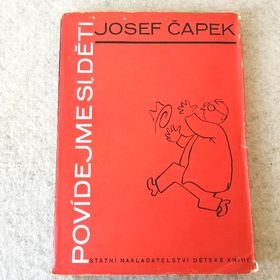 JOSEF ČAPEK
POVÍDEJME SI, DĚTI
STÁTNÍ NAKLADATELSTVÍ DĚTSKÉ KNIHY